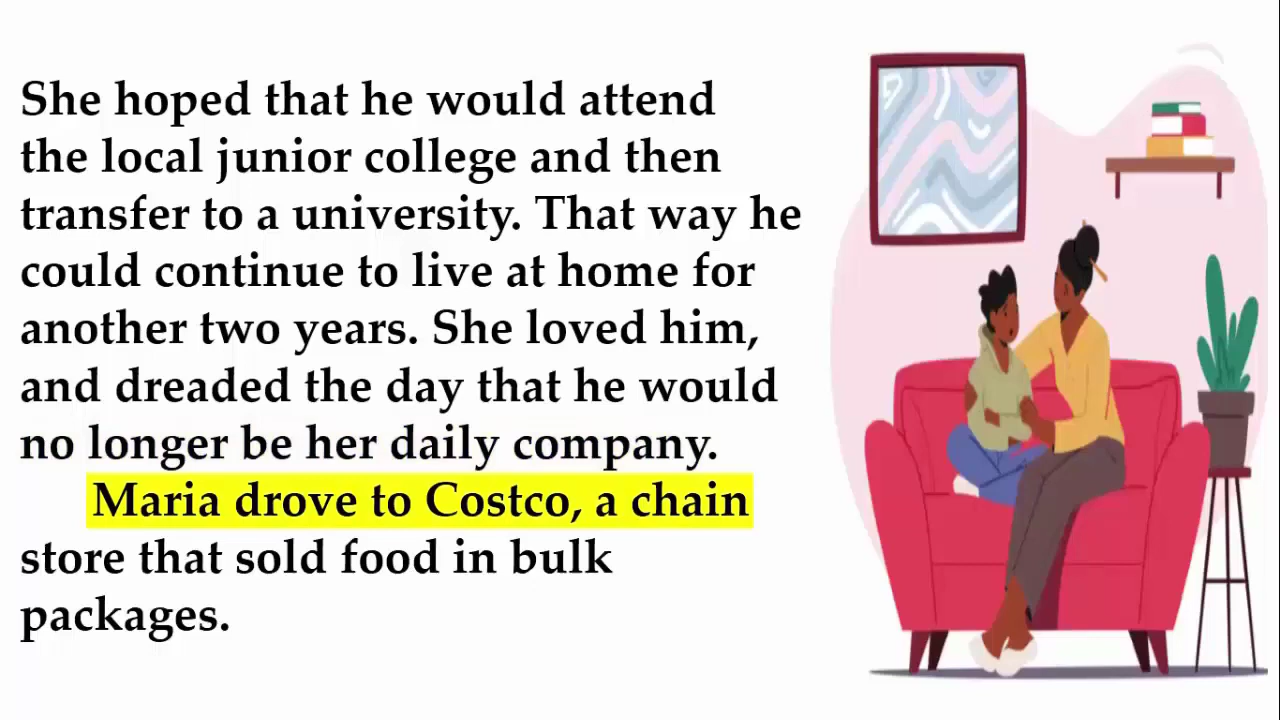 She hoped that he would attend
the local junior college and then
transfer to a university. That way he
could continue to live at home for
another two years. She loved him,
and dreaded the day that he would
no longer be her daily company.
Maria drove to Costco, a chain
store that sold food in bulk
packages.